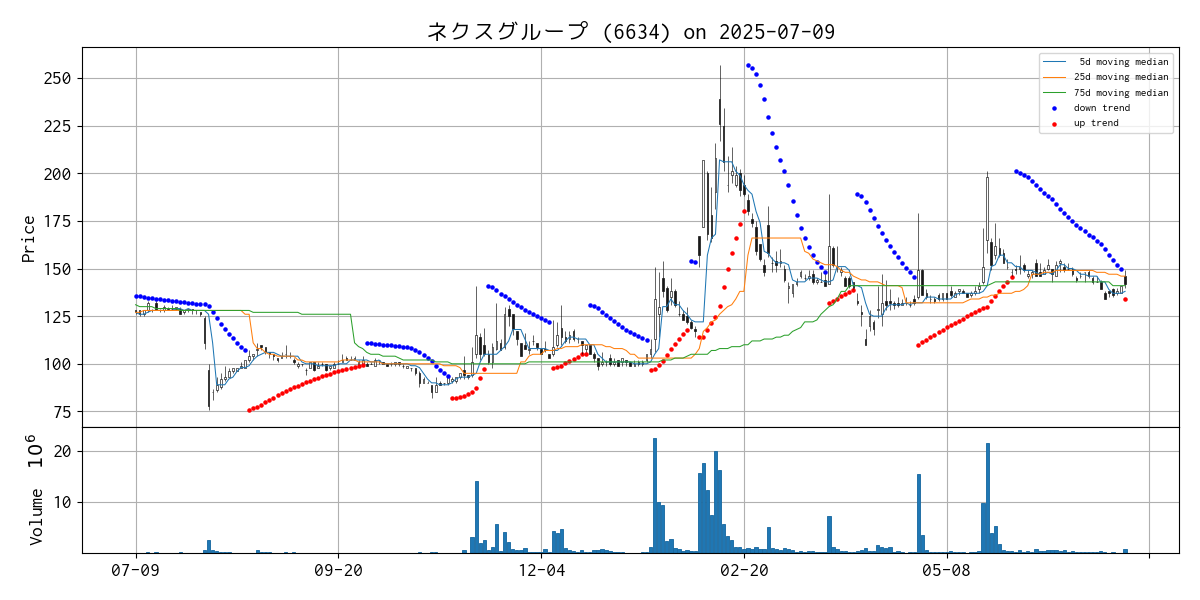 ネクスグループ (6634) on 2025-07-09
5d moving median
25d moving median
75d moving median
down trend
up trend
Price
250
225
200
175
150
125
100
75
Volume 10⁶
20
10
07-09
09-20
12-04
02-20
05-08